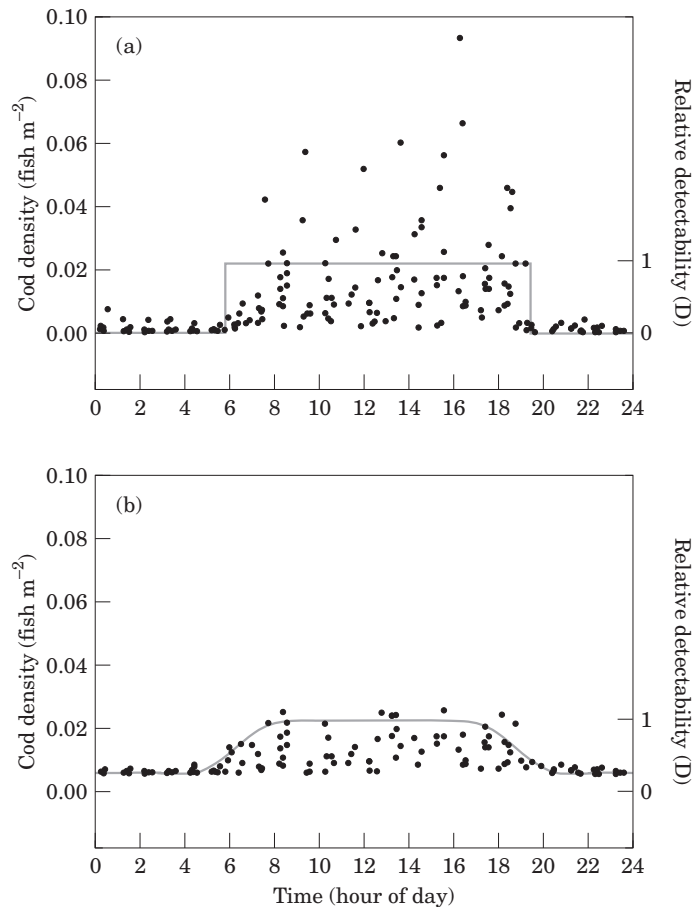 (a)
Cod density (fish m⁻²)
0.10
0.08
0.06
0.04
0.02
0.00
Relative detectability (D)
1
0
0 2 4 6 8 10 12 14 16 18 20 22 24
(b)
Cod density (fish m⁻²)
0.10
0.08
0.06
0.04
0.02
0.00
Relative detectability (D)
1
0
0 2 4 6 8 10 12 14 16 18 20 22 24
Time (hour of day)